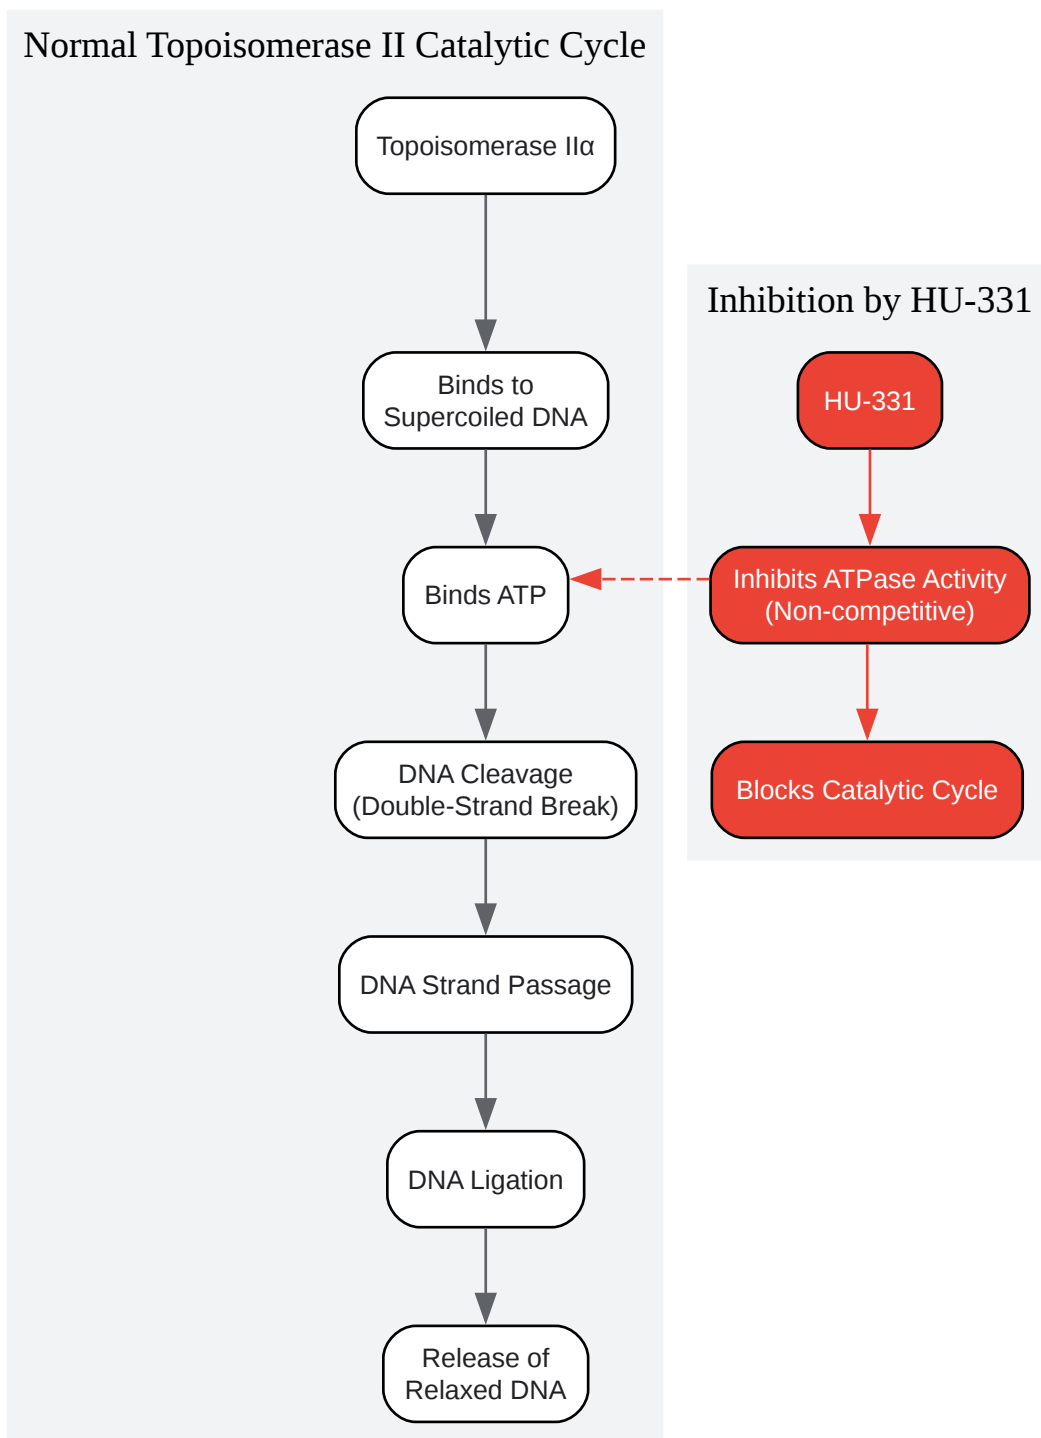 Normal Topoisomerase II Catalytic Cycle
Topoisomerase IIα
Binds to
Supercoiled DNA
Binds ATP
DNA Cleavage
(Double-Strand Break)
DNA Strand Passage
DNA Ligation
Release of
Relaxed DNA
Inhibition by HU-331
HU-331
Inhibits ATPase Activity
(Non-competitive)
Blocks Catalytic Cycle